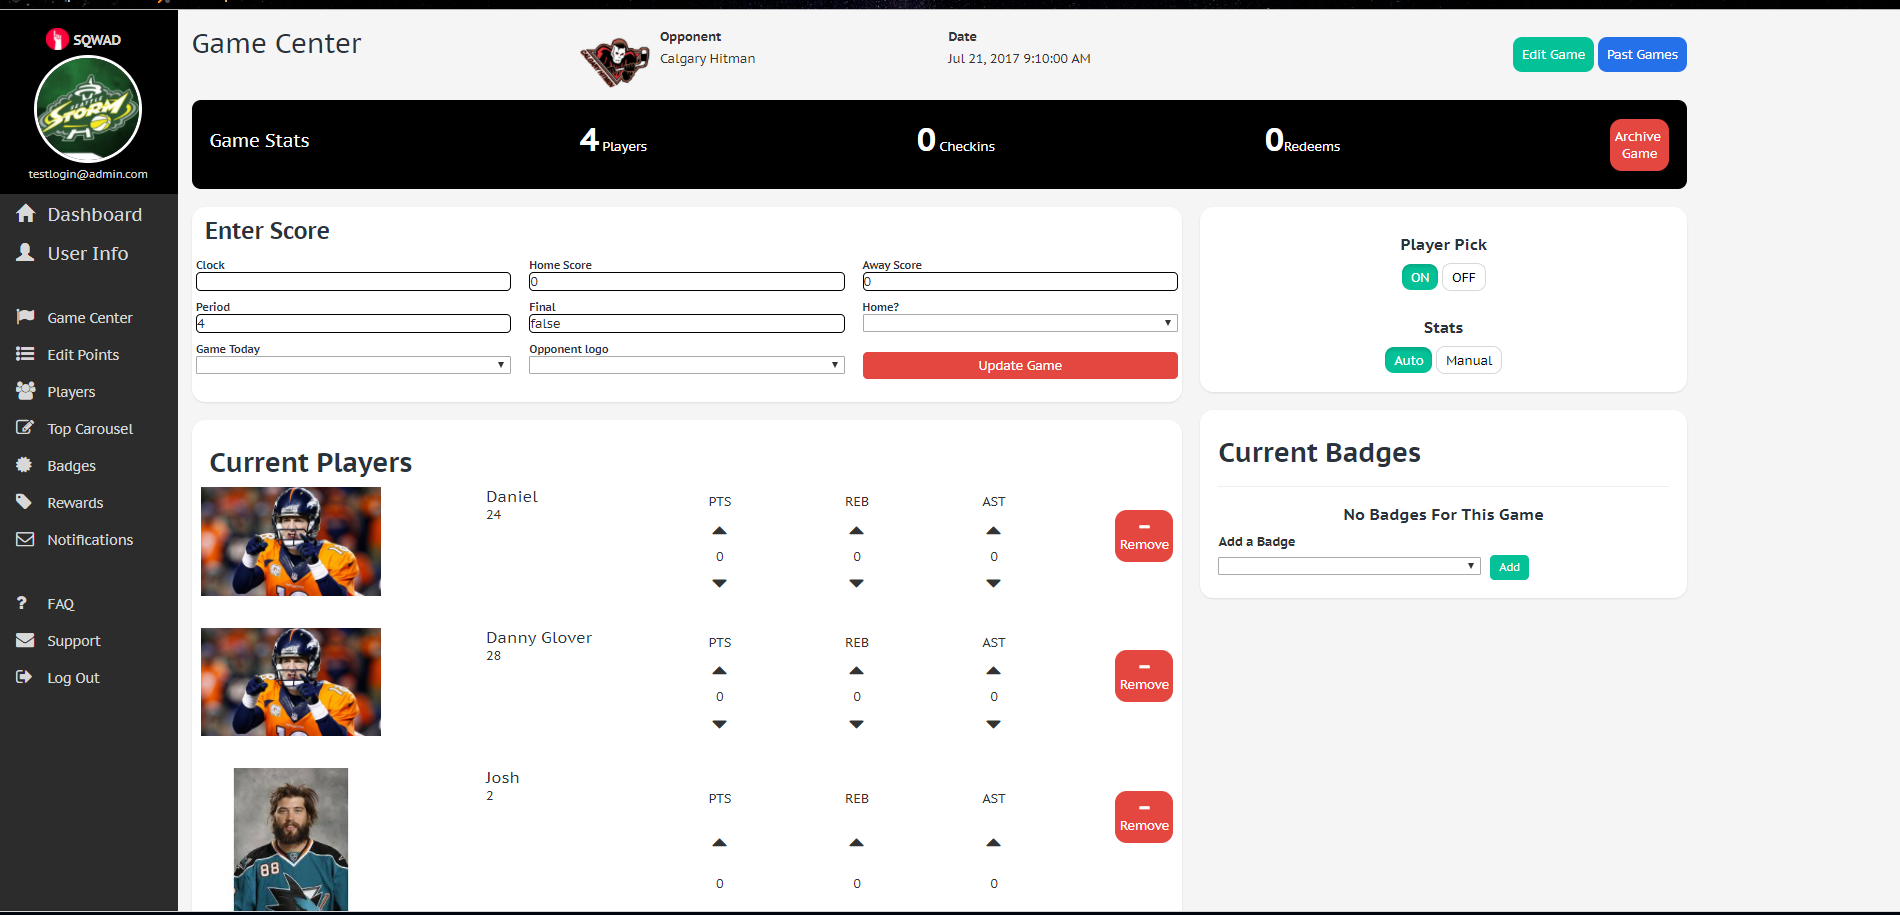 SQWAD
SEATTLE
STORM
testlogin@admin.com
Dashboard
User Info
Game Center
Edit Points
Players
Top Carousel
Badges
Rewards
Notifications
FAQ
Support
Log Out
Game Center
Opponent
Calgary Hitman
Date
Jul 21, 2017 9:10:00 AM
Edit Game
Past Games
Game Stats
4 Players
0 Checkins
0 Redeems
Archive
Game
Enter Score
Clock
Home Score
0
Away Score
0
Period
4
Final
false
Home?
Game Today
Opponent logo
Update Game
Player Pick
ON
OFF
Stats
Auto
Manual
Current Players
Daniel
24
PTS
REB
AST
0
0
0
Remove
Danny Glover
28
PTS
REB
AST
0
0
0
Remove
Josh
2
PTS
REB
AST
0
0
0
Remove
88
Current Badges
No Badges For This Game
Add a Badge
Add